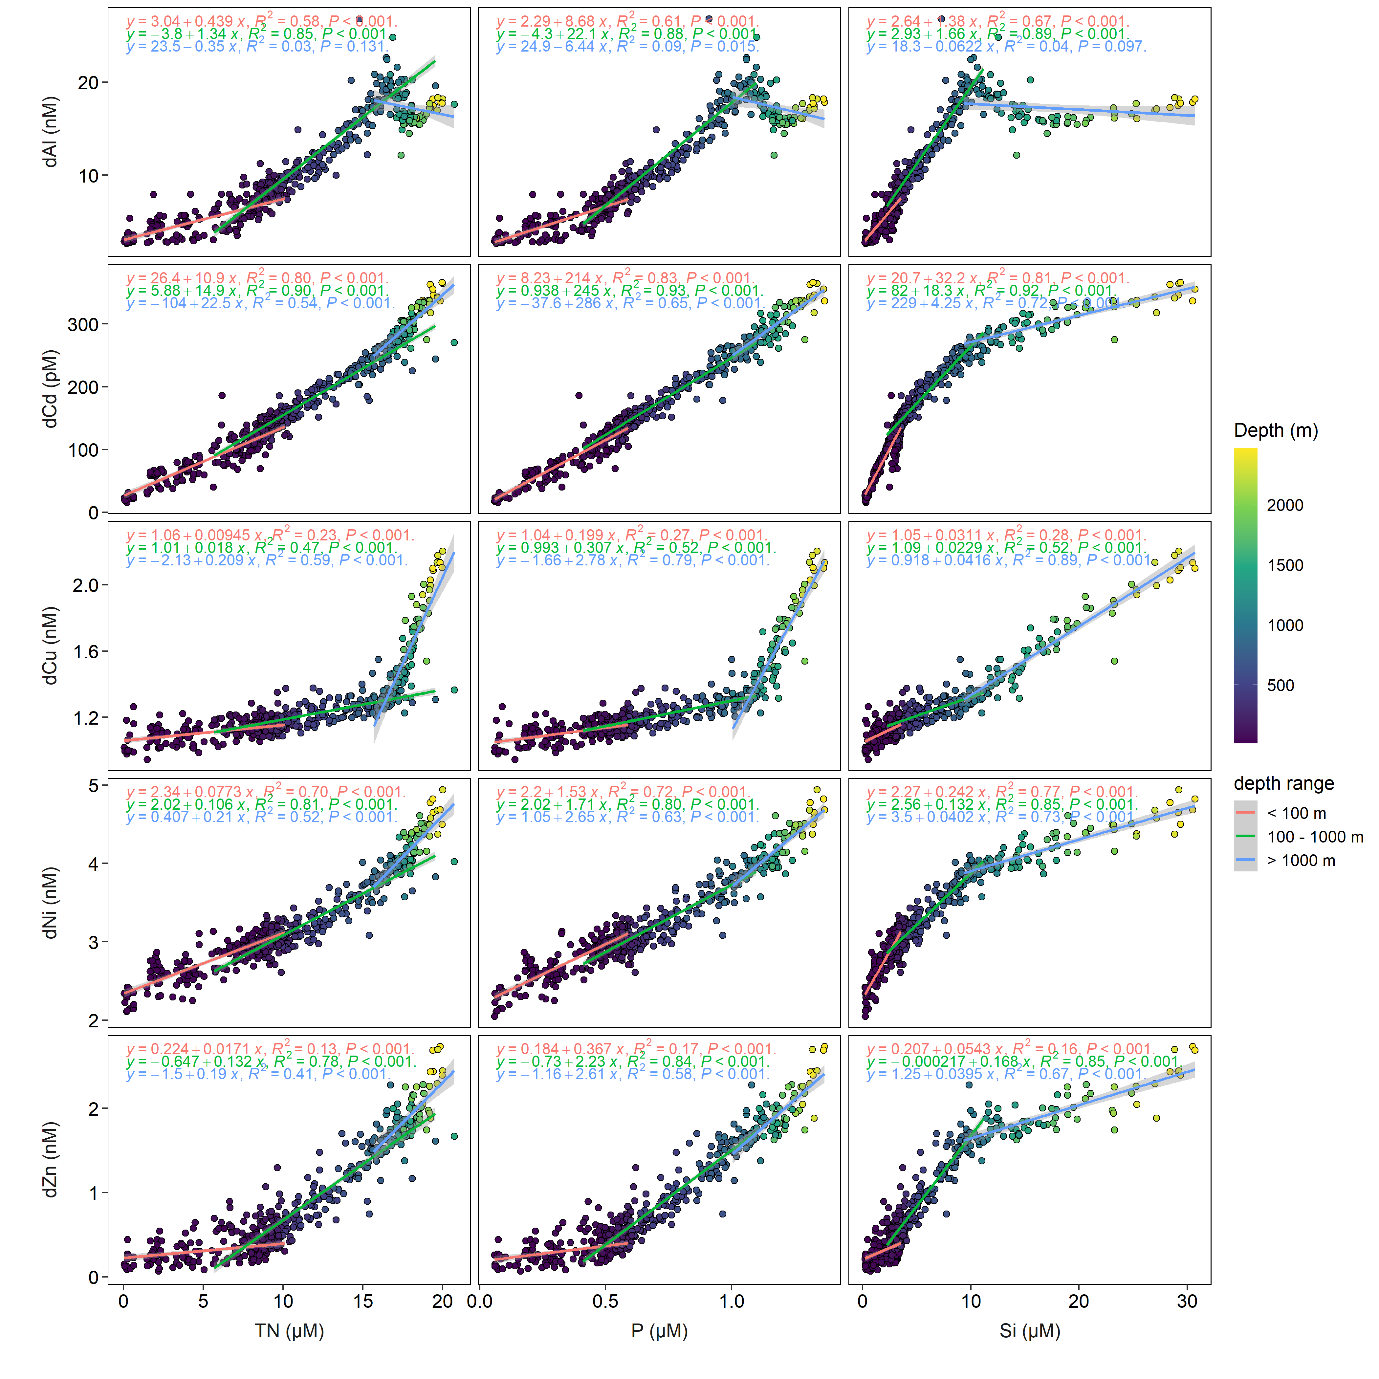 y = 3.04 + 0.439 x, R² = 0.58, P < 0.001.
y = −3.8 + 1.34 x, R² = 0.85, P < 0.001.
y = 23.5 − 0.35 x, R² = 0.03, P = 0.131.
y = 2.29 + 8.68 x, R² = 0.61, P < 0.001.
y = −4.3 + 22.1 x, R² = 0.88, P < 0.001.
y = 24.9 − 6.44 x, R² = 0.09, P = 0.015.
y = 2.64 + 1.38 x, R² = 0.67, P < 0.001.
y = 2.93 + 1.66 x, R² = 0.89, P < 0.001.
y = 18.3 − 0.0622 x, R² = 0.04, P = 0.097.
20
10
dAl (nM)
y = 26.4 + 10.9 x, R² = 0.80, P < 0.001.
y = 5.88 + 14.9 x, R² = 0.90, P < 0.001.
y = −104 + 22.5 x, R² = 0.54, P < 0.001.
y = 8.23 + 214 x, R² = 0.83, P < 0.001.
y = 0.938 + 245 x, R² = 0.93, P < 0.001.
y = −37.6 + 286 x, R² = 0.65, P < 0.001.
y = 20.7 + 32.2 x, R² = 0.81, P < 0.001.
y = 82 + 18.3 x, R² = 0.92, P < 0.001.
y = 229 + 4.25 x, R² = 0.72, P < 0.001.
300
200
100
0
dCd (pM)
y = 1.06 + 0.00945 x, R² = 0.23, P < 0.001.
y = 1.01 + 0.018 x, R² = 0.47, P < 0.001.
y = −2.13 + 0.209 x, R² = 0.59, P < 0.001.
y = 1.04 + 0.199 x, R² = 0.27, P < 0.001.
y = 0.993 + 0.307 x, R² = 0.52, P < 0.001.
y = −1.66 + 2.78 x, R² = 0.79, P < 0.001.
y = 1.05 + 0.0311 x, R² = 0.28, P < 0.001.
y = 1.09 + 0.0229 x, R² = 0.52, P < 0.001.
y = 0.918 + 0.0416 x, R² = 0.89, P < 0.001.
2.0
1.6
1.2
dCu (nM)
y = 2.34 + 0.0773 x, R² = 0.70, P < 0.001.
y = 2.02 + 0.106 x, R² = 0.81, P < 0.001.
y = 0.407 + 0.21 x, R² = 0.52, P < 0.001.
y = 2.2 + 1.53 x, R² = 0.72, P < 0.001.
y = 2.02 + 1.71 x, R² = 0.80, P < 0.001.
y = 1.05 + 2.65 x, R² = 0.63, P < 0.001.
y = 2.27 + 0.242 x, R² = 0.77, P < 0.001.
y = 2.56 + 0.132 x, R² = 0.85, P < 0.001.
y = 3.5 + 0.0402 x, R² = 0.73, P < 0.001.
5
4
3
2
dNi (nM)
y = 0.224 + 0.0171 x, R² = 0.13, P < 0.001.
y = −0.647 + 0.132 x, R² = 0.78, P < 0.001.
y = −1.5 + 0.19 x, R² = 0.41, P < 0.001.
y = 0.184 + 0.367 x, R² = 0.17, P < 0.001.
y = −0.73 + 2.23 x, R² = 0.84, P < 0.001.
y = −1.16 + 2.61 x, R² = 0.58, P < 0.001.
y = 0.207 + 0.0543 x, R² = 0.16, P < 0.001.
y = −0.000217 + 0.168 x, R² = 0.85, P < 0.001.
y = 1.25 + 0.0395 x, R² = 0.67, P < 0.001.
2
1
0
dZn (nM)
0 5 10 15 20
0.0 0.5 1.0
0 10 20 30
TN (μM)
P (μM)
Si (μM)
Depth (m)
2000
1500
1000
500
depth range
< 100 m
100 - 1000 m
> 1000 m